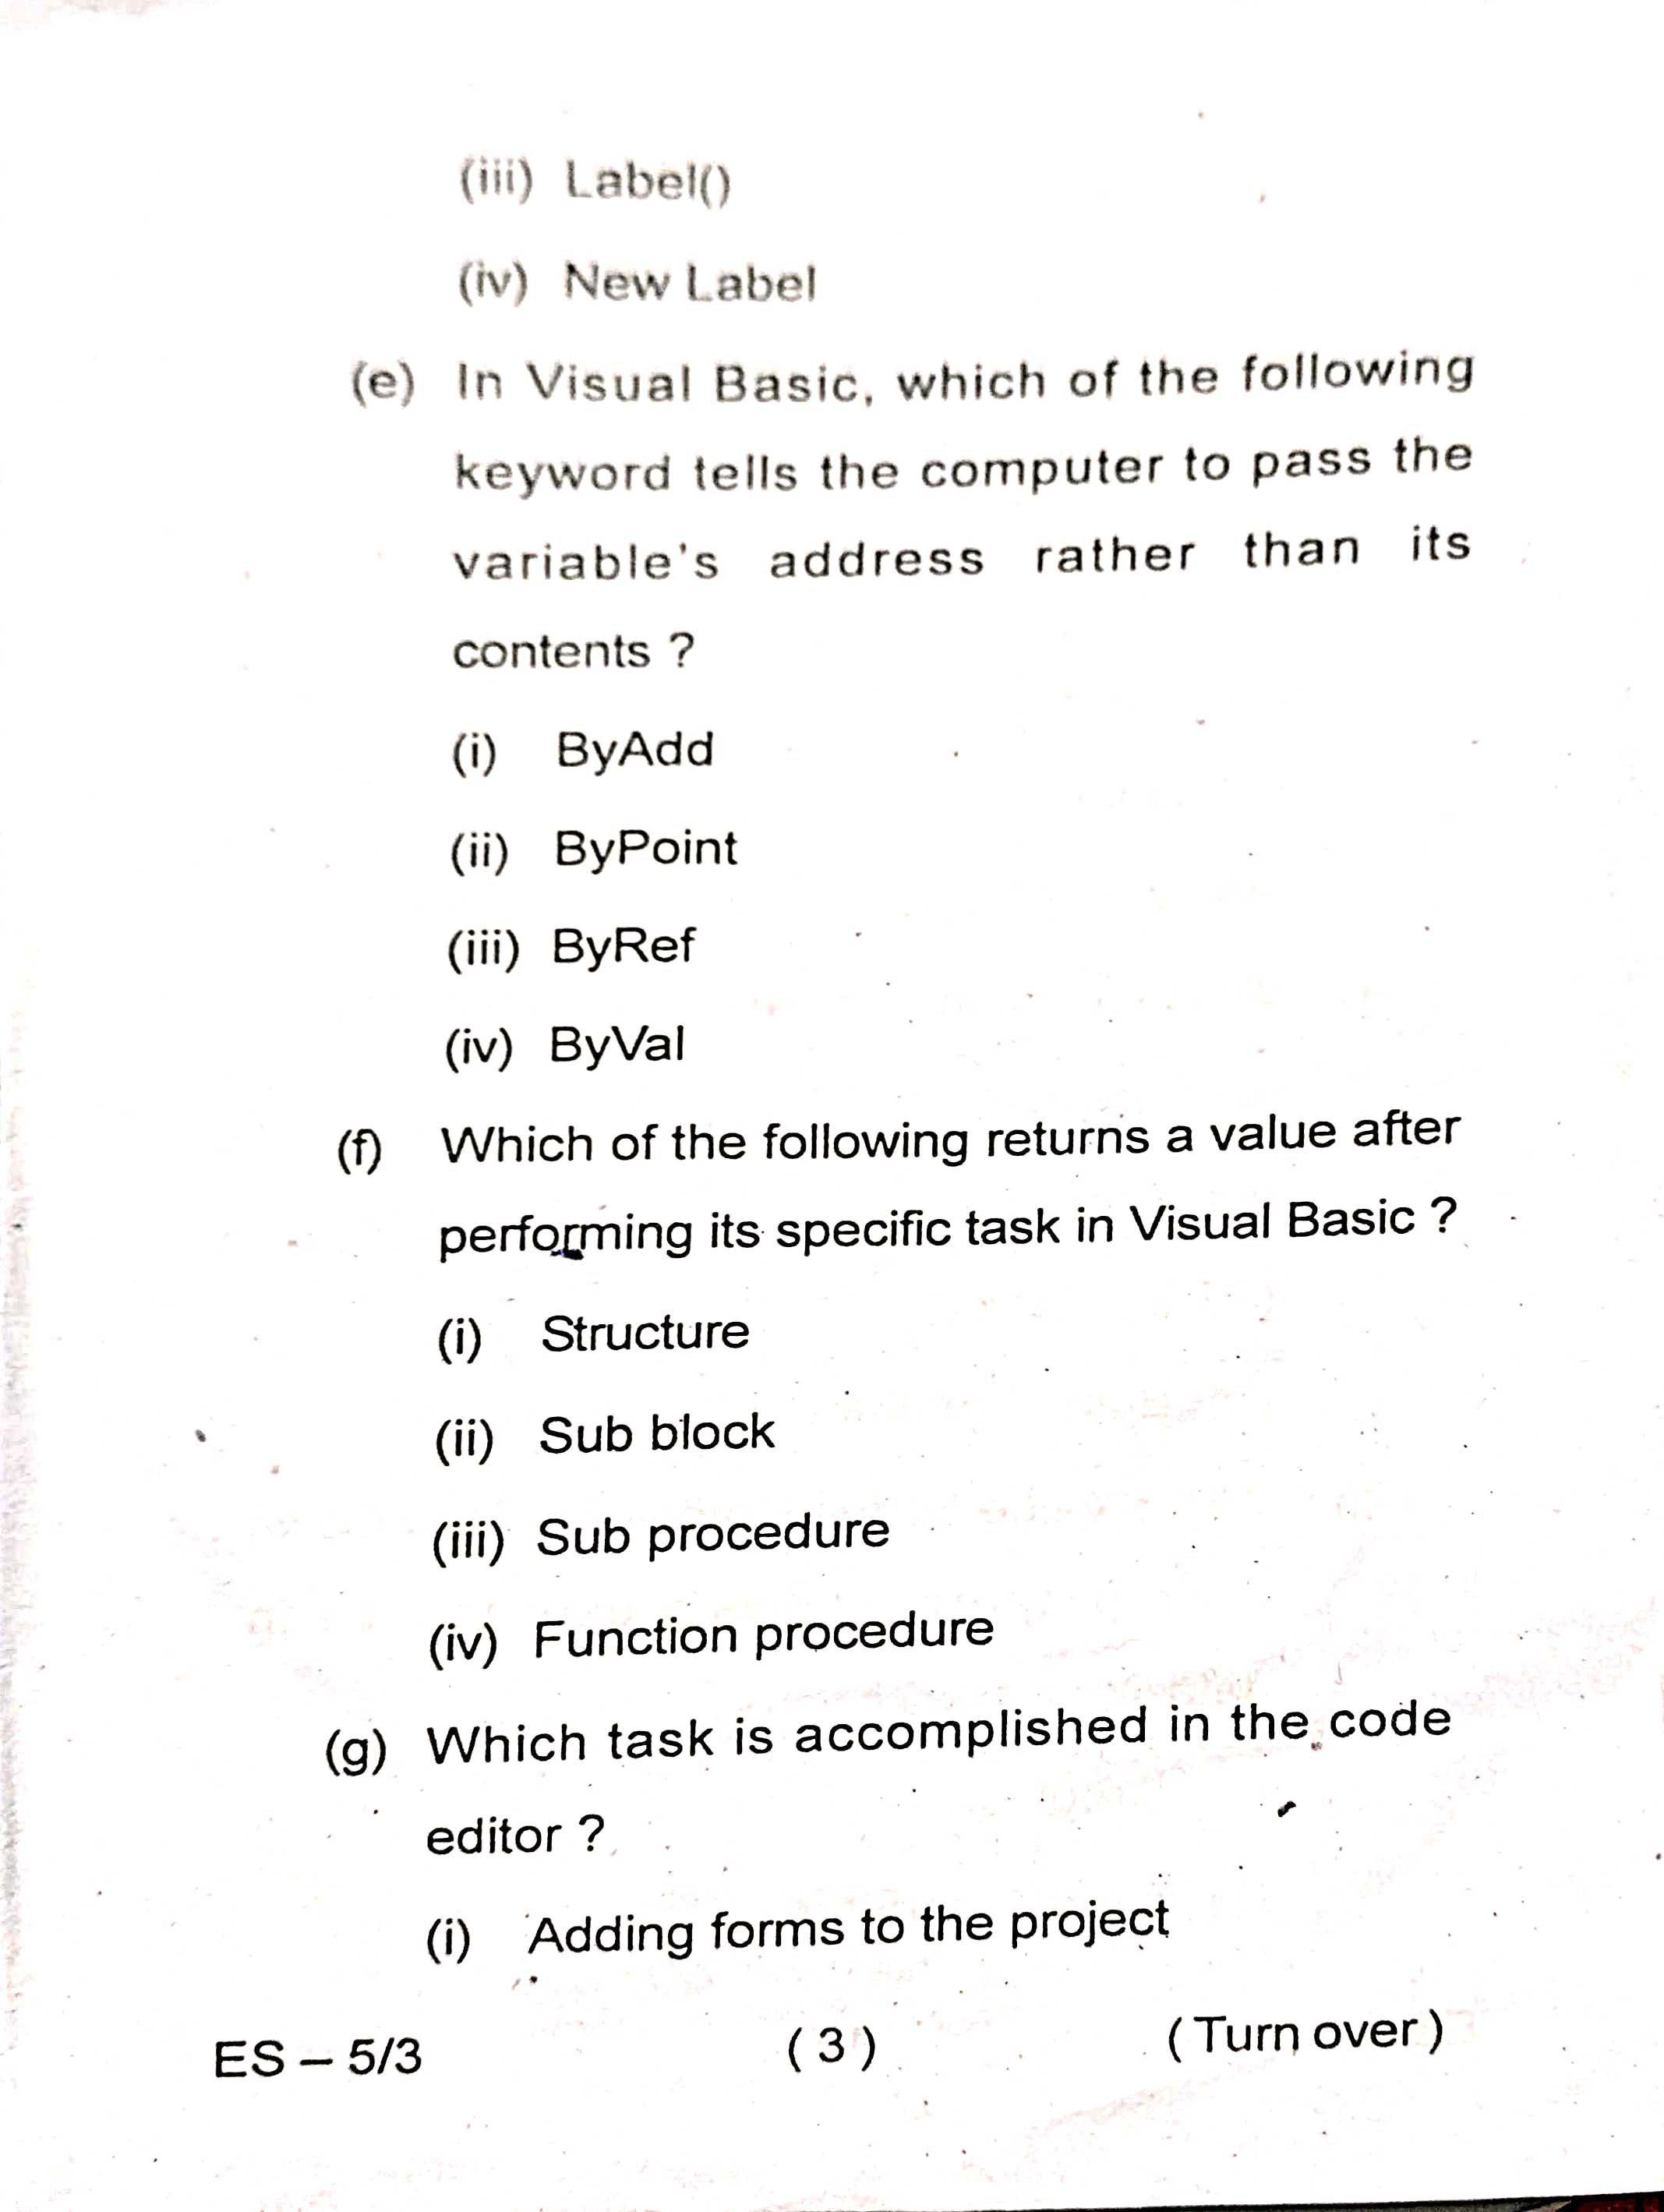 (iii) Label()
(iv) New Label
(e) In Visual Basic, which of the following
keyword tells the computer to pass the
variable's address rather than its
contents ?
(i) ByAdd
(ii) ByPoint
(iii) ByRef
(iv) ByVal
(f) Which of the following returns a value after
performing its specific task in Visual Basic ?
(i) Structure
(ii) Sub block
(iii) Sub procedure
(iv) Function procedure
(g) Which task is accomplished in the code
editor ?
(i) Adding forms to the project
ES – 5/3 (3) (Turn over)